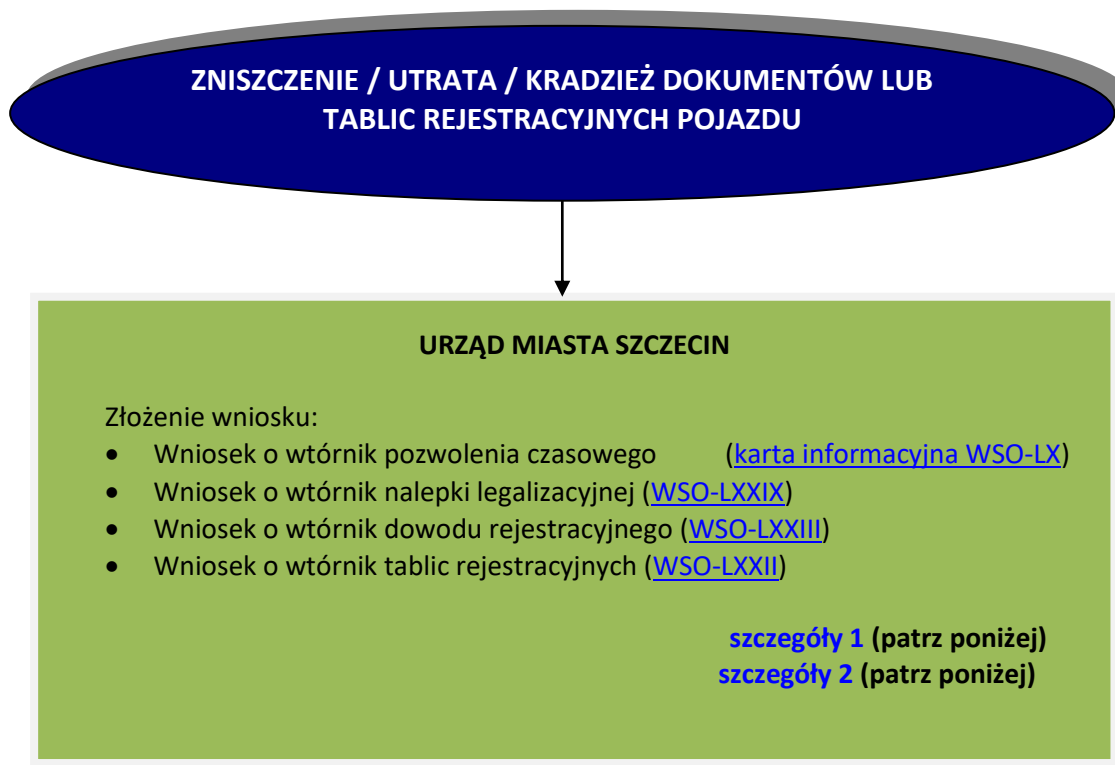 ZNISZCZENIE / UTRATA / KRADZIEŻ DOKUMENTÓW LUB
TABLIC REJESTRACYJNYCH POJAZDU
URZĄD MIASTA SZCZECIN
Złożenie wniosku:
• Wniosek o wtórnik pozwolenia czasowego (karta informacyjna WSO-LX)
• Wniosek o wtórnik nalepki legalizacyjnej (WSO-LXXIX)
• Wniosek o wtórnik dowodu rejestracyjnego (WSO-LXXIII)
• Wniosek o wtórnik tablic rejestracyjnych (WSO-LXXII)
szczegóły 1 (patrz poniżej)
szczegóły 2 (patrz poniżej)